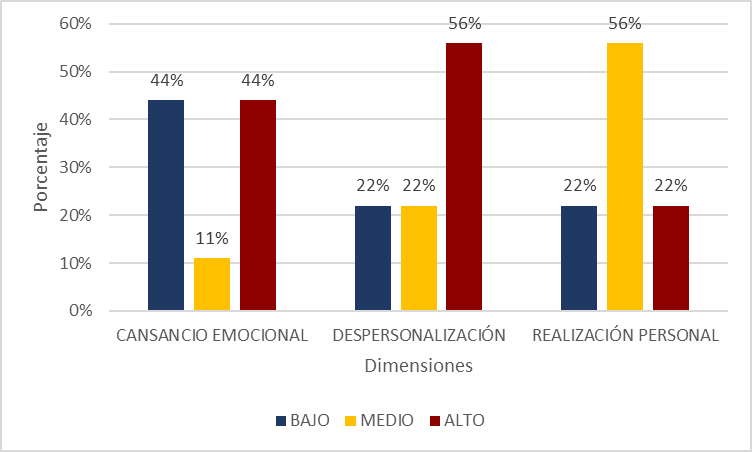 60%
50%
40%
30%
20%
10%
0%
Porcentaje
44%
11%
44%
22%
22%
56%
22%
56%
22%
CANSANCIO EMOCIONAL
DESPERSONALIZACIÓN
REALIZACIÓN PERSONAL
Dimensiones
BAJO
MEDIO
ALTO